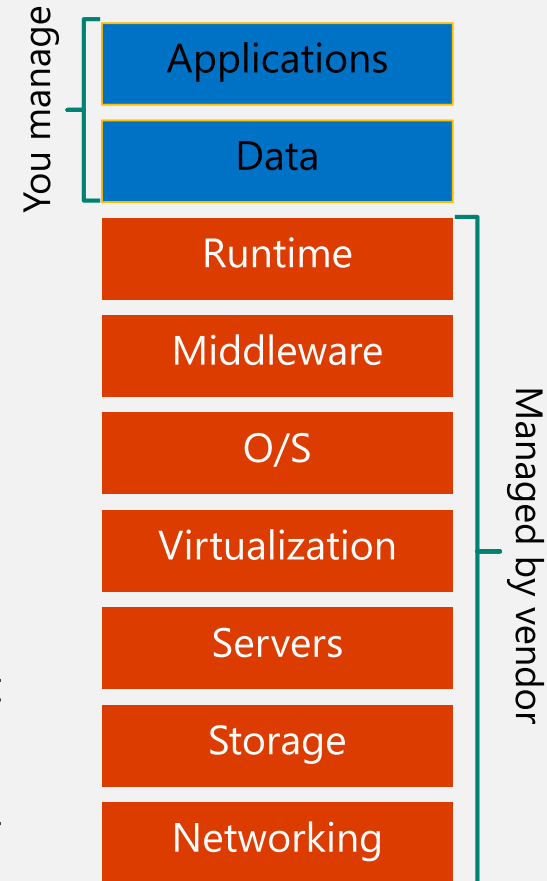 You manage
Applications
Data
Runtime
Middleware
O/S
Virtualization
Servers
Storage
Networking
Managed by vendor